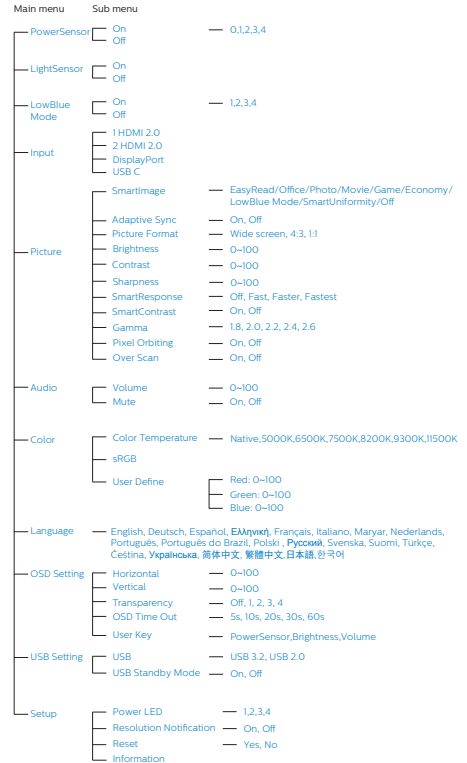 Main menu Sub menu
PowerSensor On 0,1,2,3,4
Off
LightSensor On
Off
LowBlue On 1,2,3,4
Mode Off
Input 1 HDMI 2.0
2 HDMI 2.0
DisplayPort
USB C
Picture
SmartImage EasyRead/Office/Photo/Movie/Game/Economy/
LowBlue Mode/SmartUniformity/Off
Adaptive Sync On, Off
Picture Format Wide screen, 4:3, 1:1
Brightness 0~100
Contrast 0~100
Sharpness 0~100
SmartResponse Off, Fast, Faster, Fastest
SmartContrast On, Off
Gamma 1.8, 2.0, 2.2, 2.4, 2.6
Pixel Orbiting On, Off
Over Scan On, Off
Audio Volume 0~100
Mute On, Off
Color Color Temperature Native,5000K,6500K,7500K,8200K,9300K,11500K
sRGB
User Define Red: 0~100
Green: 0~100
Blue: 0~100
Language English, Deutsch, Español, Ελληνική, Français, Italiano, Maryar, Nederlands,
Português, Português do Brazil, Polski , Русский, Svenska, Suomi, Türkçe,
Čeština, Українська, 简体中文, 繁體中文,日本語,한국어
OSD Setting Horizontal 0~100
Vertical 0~100
Transparency Off, 1, 2, 3, 4
OSD Time Out 5s, 10s, 20s, 30s, 60s
User Key PowerSensor,Brightness,Volume
USB Setting USB USB 3.2, USB 2.0
USB Standby Mode On, Off
Setup Power LED 1,2,3,4
Resolution Notification On, Off
Reset Yes, No
Information